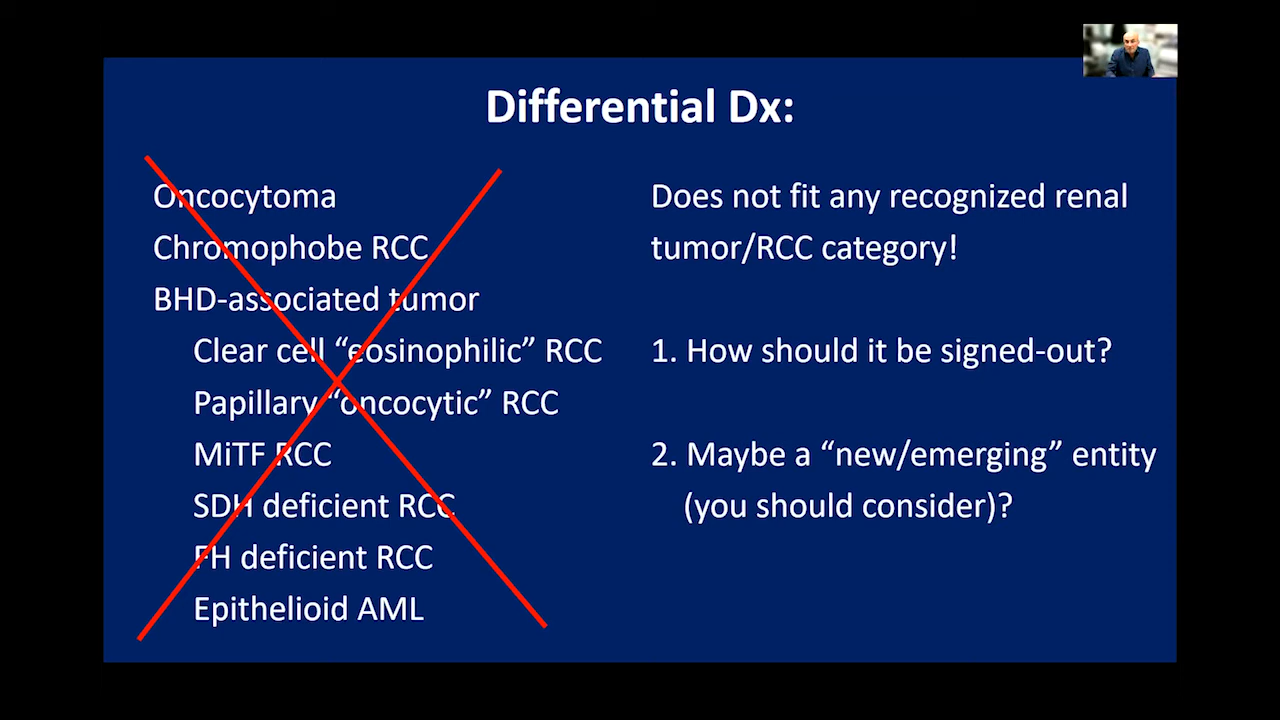 Differential Dx:
Oncocytoma
Chromophobe RCC
BHD-associated tumor
Clear cell “eosinophilic” RCC
Papillary “oncocytic” RCC
MiTF RCC
SDH deficient RCC
FH deficient RCC
Epithelioid AML
Does not fit any recognized renal
tumor/RCC category!
1. How should it be signed-out?
2. Maybe a “new/emerging” entity
(you should consider)?